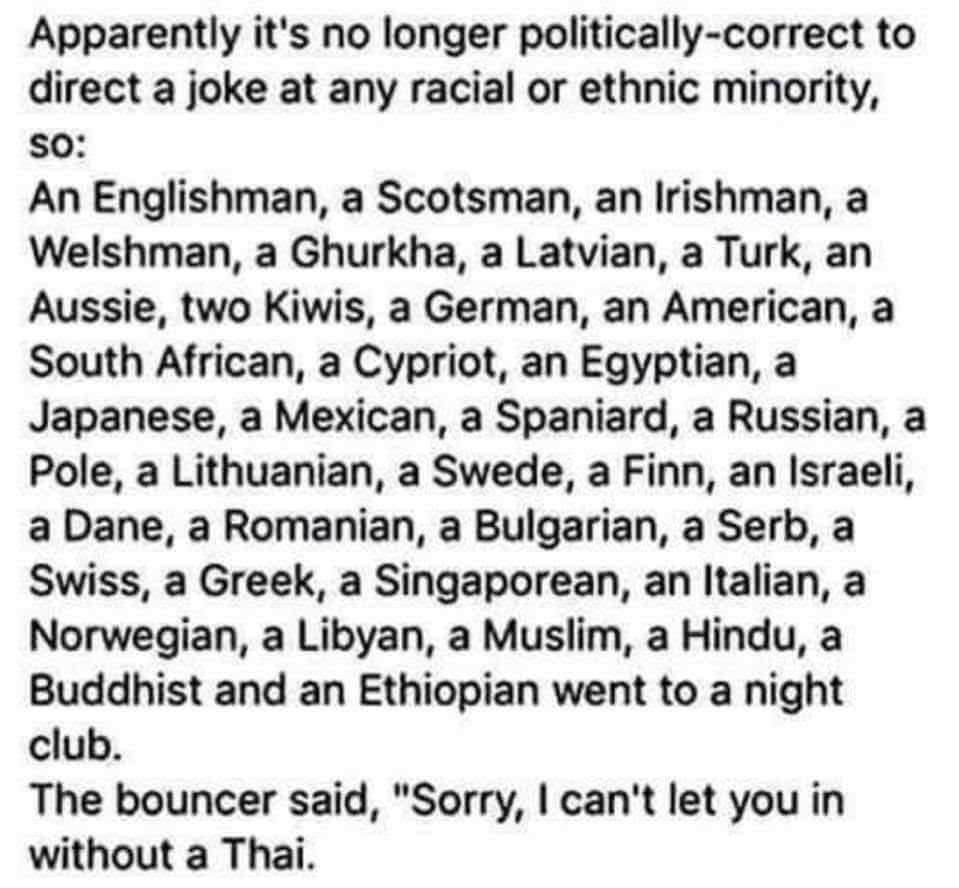 Apparently it's no longer politically-correct to
direct a joke at any racial or ethnic minority,
so:
An Englishman, a Scotsman, an Irishman, a
Welshman, a Ghurkha, a Latvian, a Turk, an
Aussie, two Kiwis, a German, an American, a
South African, a Cypriot, an Egyptian, a
Japanese, a Mexican, a Spaniard, a Russian, a
Pole, a Lithuanian, a Swede, a Finn, an Israeli,
a Dane, a Romanian, a Bulgarian, a Serb, a
Swiss, a Greek, a Singaporean, an Italian, a
Norwegian, a Libyan, a Muslim, a Hindu, a
Buddhist and an Ethiopian went to a night
club.
The bouncer said, "Sorry, I can't let you in
without a Thai.